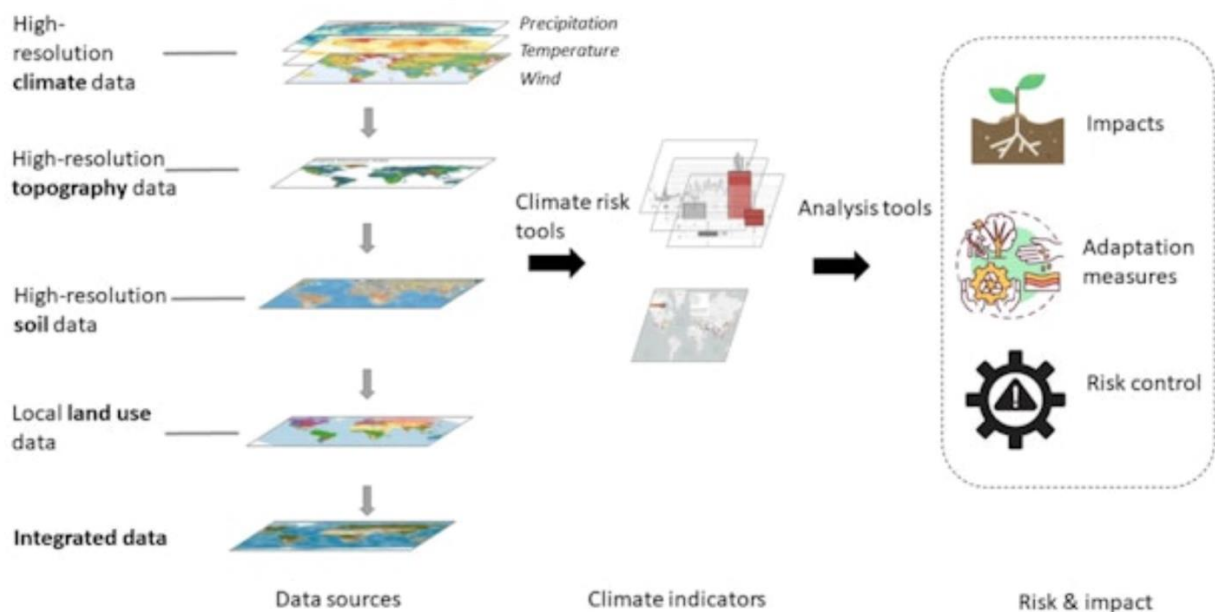 High-
resolution
climate data
Precipitation
Temperature
Wind
High-resolution
topography data
High-resolution
soil data
Local land use
data
Integrated data
Climate risk
tools
Analysis tools
Impacts
Adaptation
measures
Risk control
Data sources
Climate indicators
Risk & impact